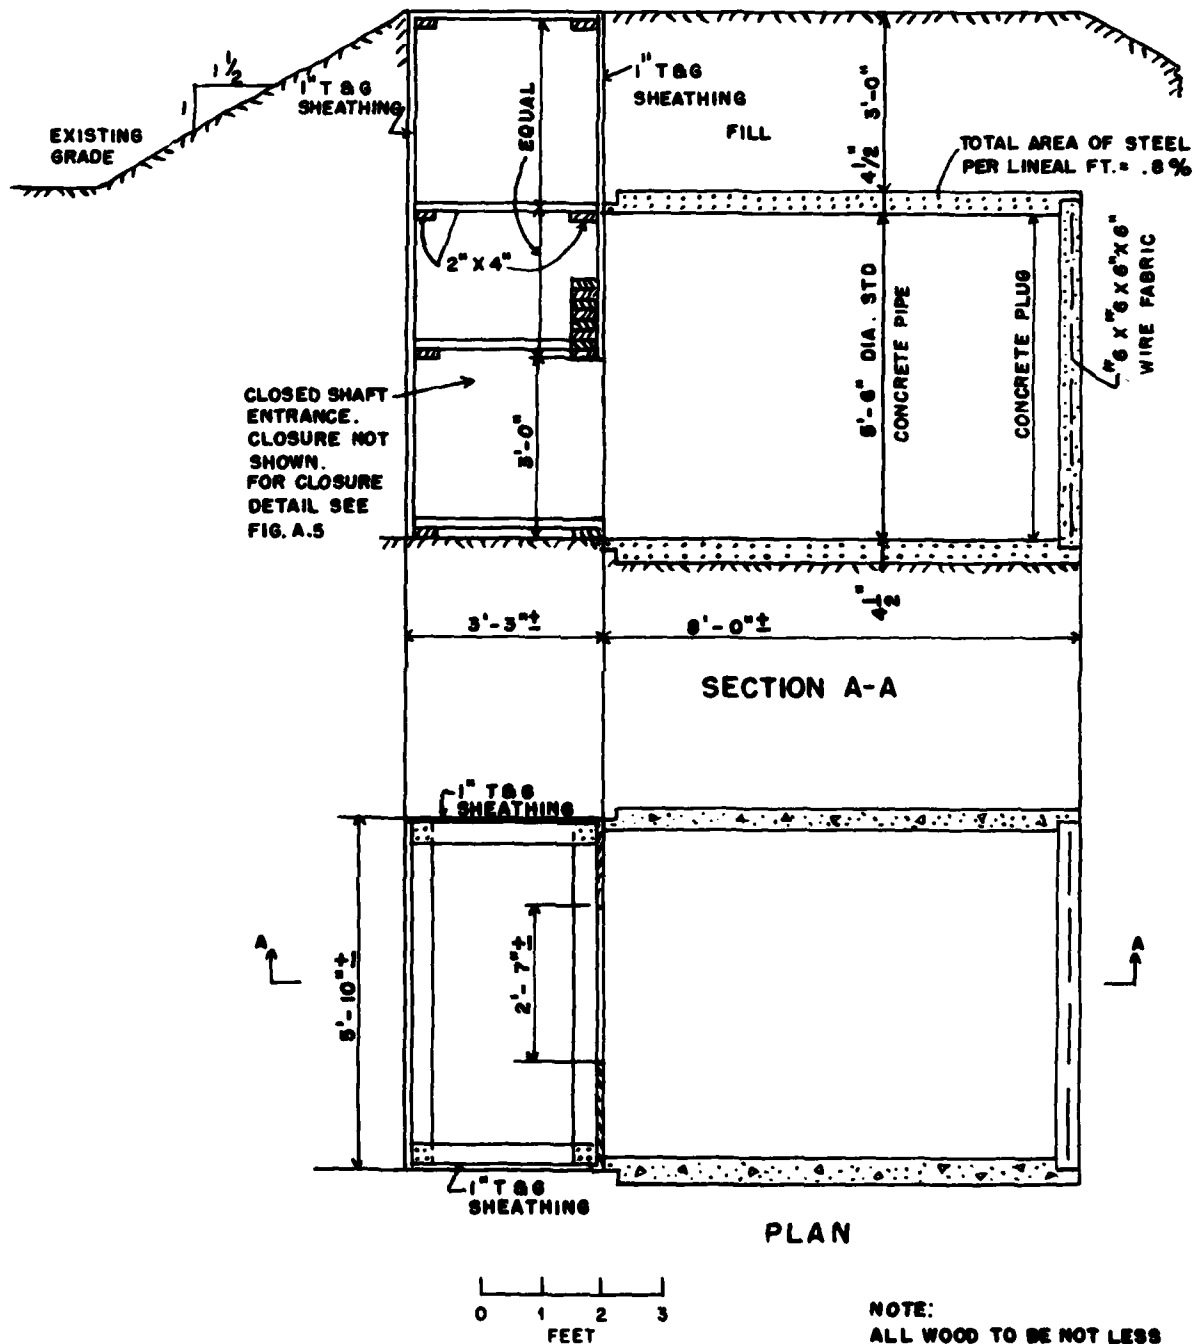 1 1/2
1
EXISTING
GRADE
1" T & G
SHEATHING
EQUAL
1" T & G
SHEATHING
FILL
3'-0"
4 1/2"
TOTAL AREA OF STEEL
PER LINEAL FT. = .8 %
2" X 4"
5'-6" DIA. STD
CONCRETE PIPE
CONCRETE PLUG
#6 X #6 X 6" X 6"
WIRE FABRIC
CLOSED SHAFT
ENTRANCE.
CLOSURE NOT
SHOWN.
FOR CLOSURE
DETAIL SEE
FIG. A.5
3'-0"
4 1/2"
3'-3"±
8'-0"±
SECTION A-A
1" T & G
SHEATHING
A
5'-10"±
2'-7"±
A
1" T & G
SHEATHING
PLAN
0 1 2 3
FEET
NOTE:
ALL WOOD TO BE NOT LESS